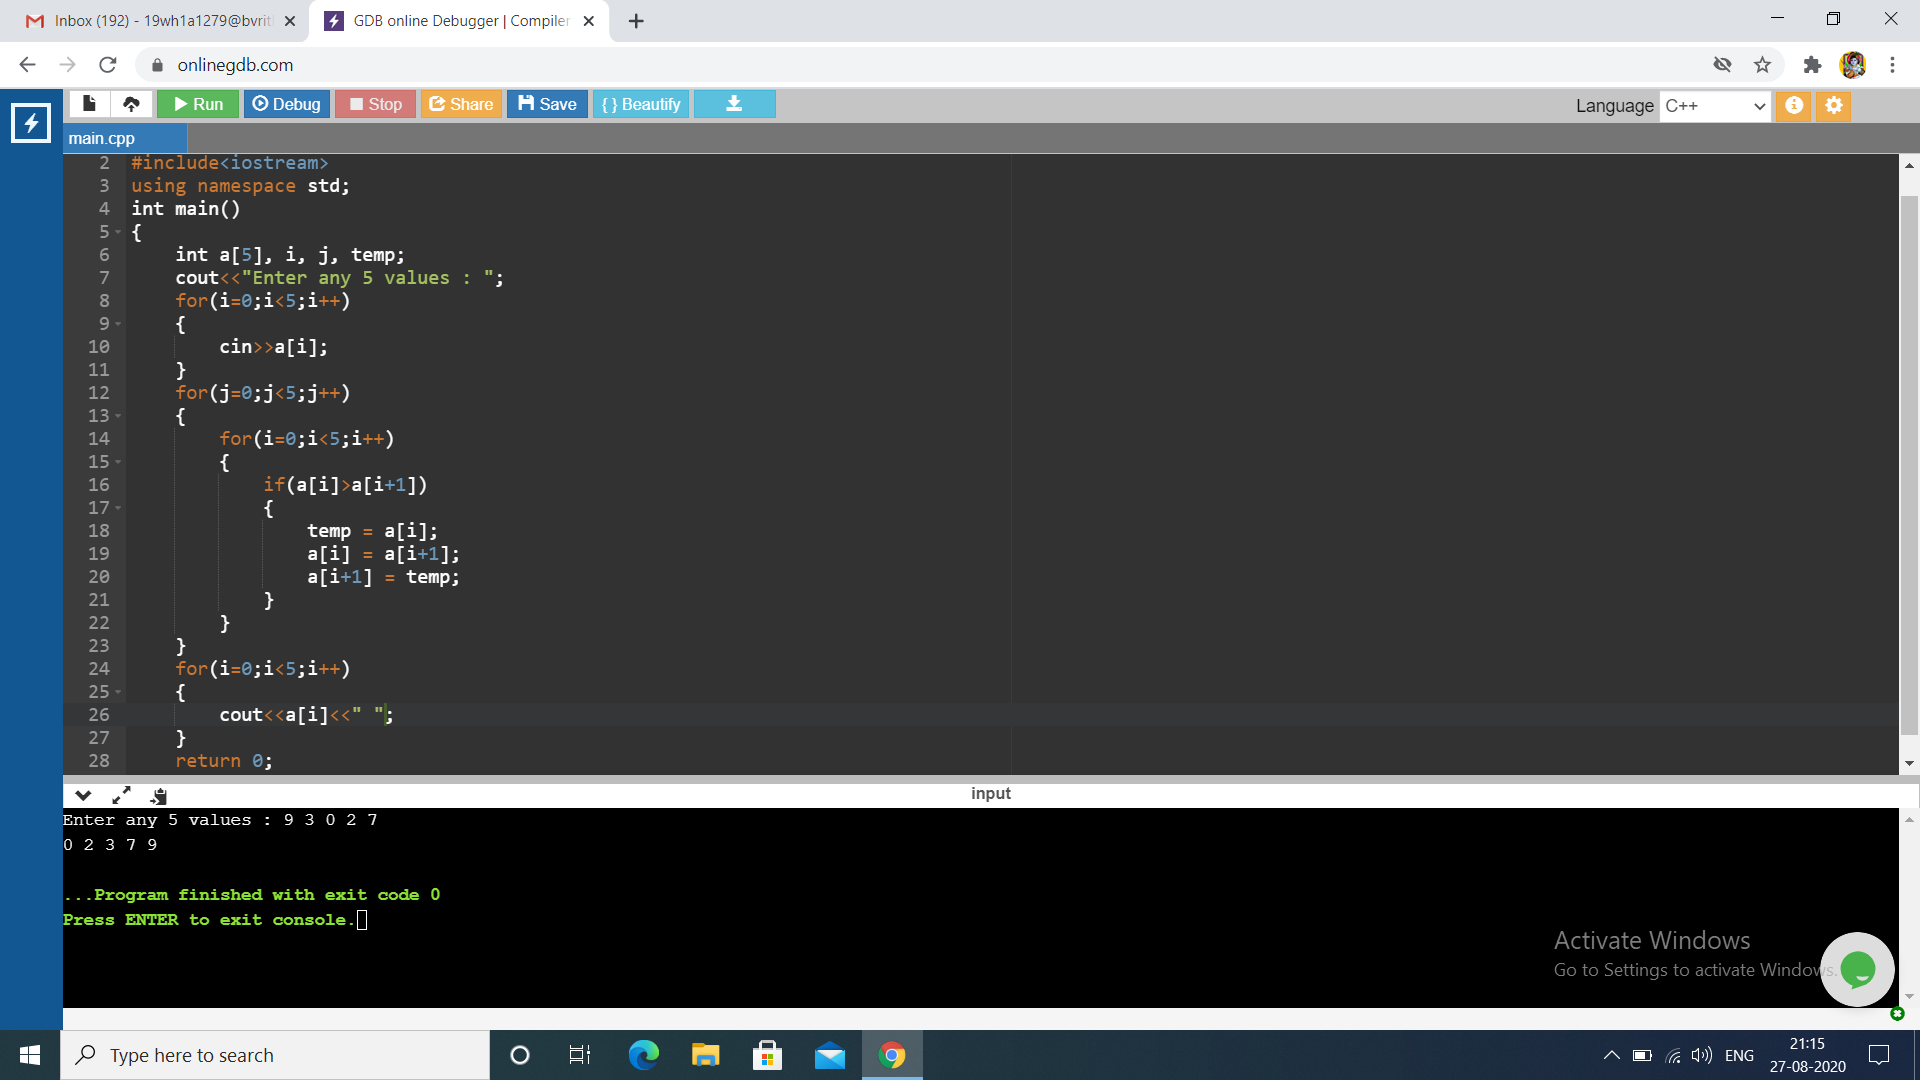 Inbox (192) - 19wh1a1279@bvrit
GDB online Debugger | Compiler
onlinegdb.com
Run Debug Stop Share Save { } Beautify Language C++
main.cpp
2 #include<iostream>
3 using namespace std;
4 int main()
5 {
6 int a[5], i, j, temp;
7 cout<<"Enter any 5 values : ";
8 for(i=0;i<5;i++)
9 {
10 cin>>a[i];
11 }
12 for(j=0;j<5;j++)
13 {
14 for(i=0;i<5;i++)
15 {
16 if(a[i]>a[i+1])
17 {
18 temp = a[i];
19 a[i] = a[i+1];
20 a[i+1] = temp;
21 }
22 }
23 }
24 for(i=0;i<5;i++)
25 {
26 cout<<a[i]<<" ";
27 }
28 return 0;
input
Enter any 5 values : 9 3 0 2 7
0 2 3 7 9
...Program finished with exit code 0
Press ENTER to exit console.
Activate Windows
Go to Settings to activate Windows.
Type here to search
ENG
21:15
27-08-2020